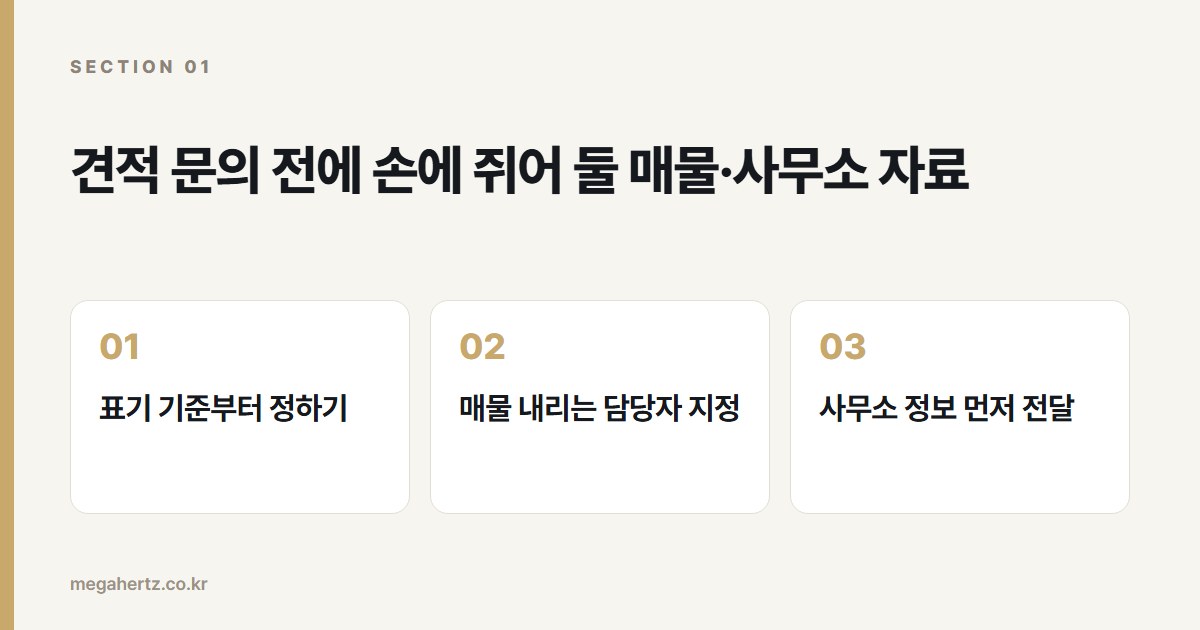 SECTION 01
견적 문의 전에 손에 쥐어 둘 매물·사무소 자료
01
표기 기준부터 정하기
02
매물 내리는 담당자 지정
03
사무소 정보 먼저 전달
megahertz.co.kr